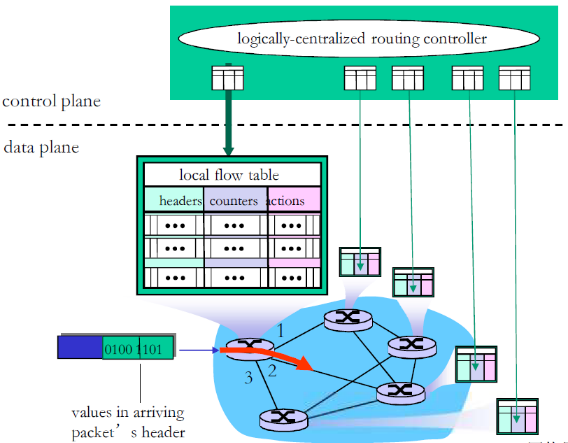 logically-centralized routing controller
control plane
data plane
local flow table
headers counters actions
1
0100 1101
2
3
values in arriving
packet’ s header